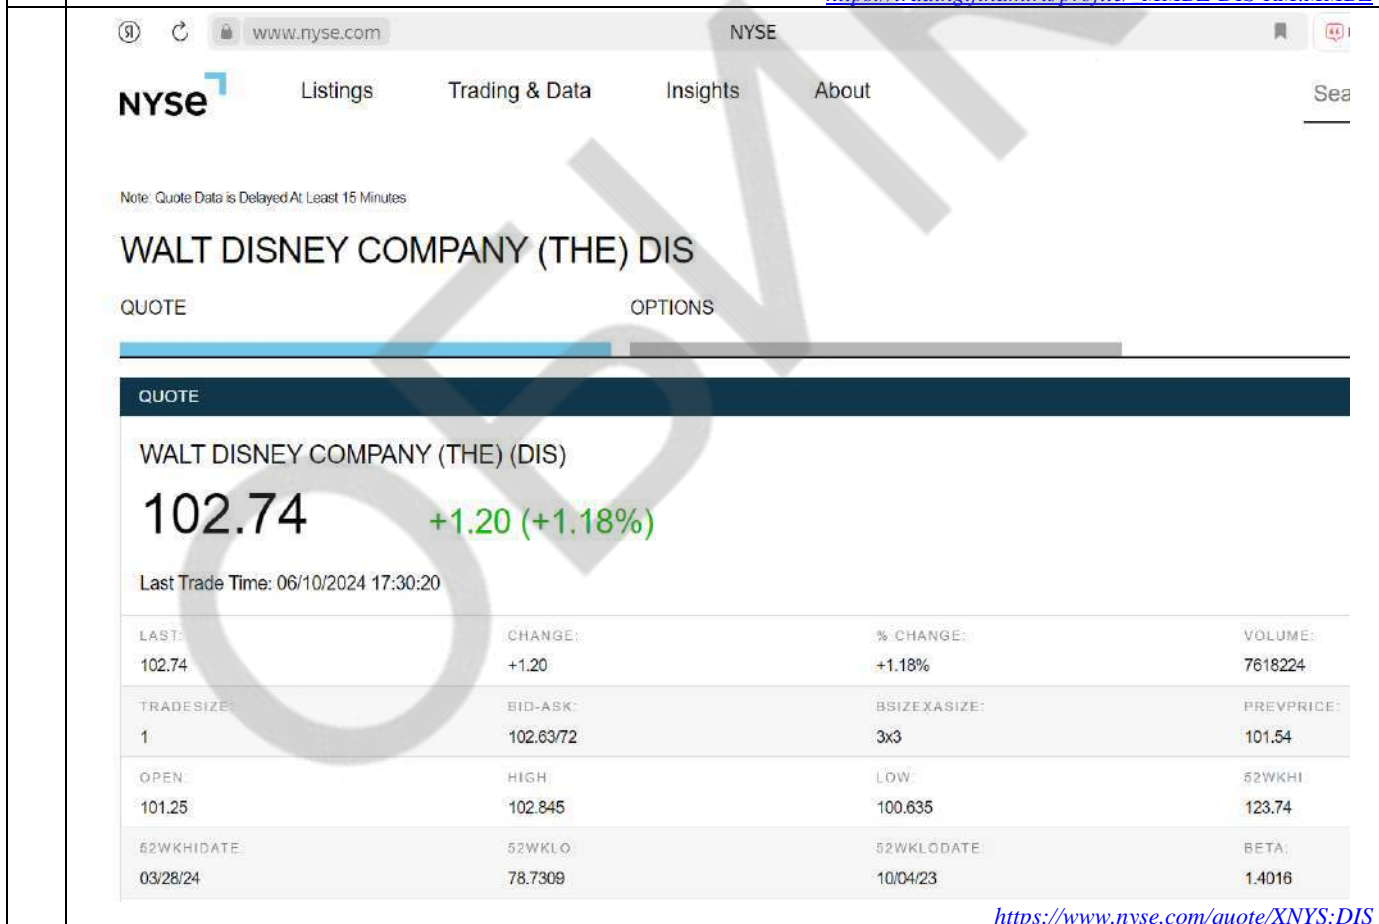 www.nyse.com NYSE
NYSE Listings Trading & Data Insights About Sea
Note: Quote Data is Delayed At Least 15 Minutes
WALT DISNEY COMPANY (THE) DIS
QUOTE OPTIONS
QUOTE
WALT DISNEY COMPANY (THE) (DIS)
102.74 +1.20 (+1.18%)
Last Trade Time: 06/10/2024 17:30:20
LAST: CHANGE: % CHANGE: VOLUME:
102.74 +1.20 +1.18% 7618224
TRADESIZE: BID-ASK: BSIZEXASIZE: PREVPRICE:
1 102.63/72 3x3 101.54
OPEN: HIGH: LOW: 52WKHI:
101.25 102.845 100.635 123.74
52WKHIDATE: 52WKLO: 52WKLODATE: BETA:
03/28/24 78.7309 10/04/23 1.4016
https://www.nyse.com/quote/XNYS:DIS